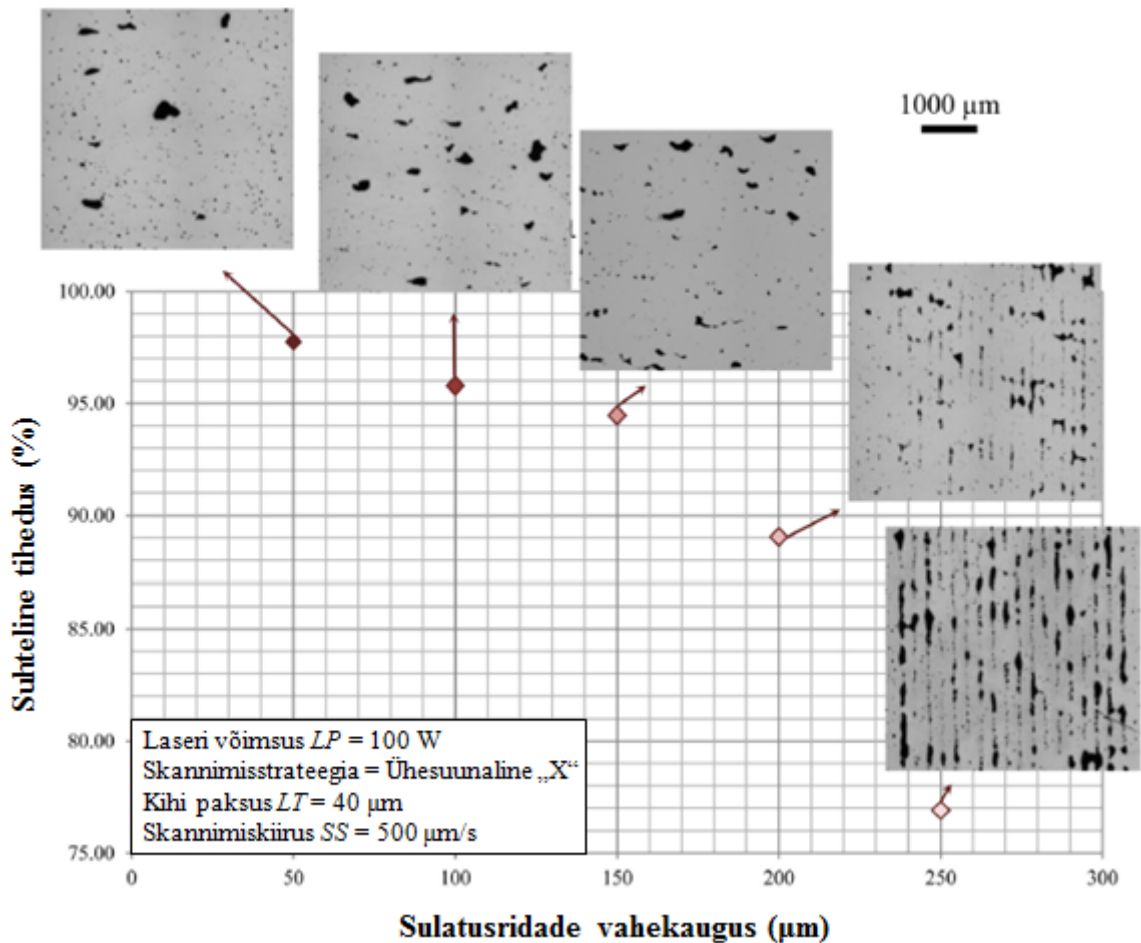 1000 µm
100.00
95.00
90.00
85.00
80.00
75.00
Suhteline tihedus (%)
Laseri võimsus LP = 100 W
Skannimisstrateegia = Ühesuunaline „X“
Kihi paksus LT = 40 µm
Skannimiskiirus SS = 500 µm/s
0 50 100 150 200 250 300
Sulatusridade vahekaugus (µm)